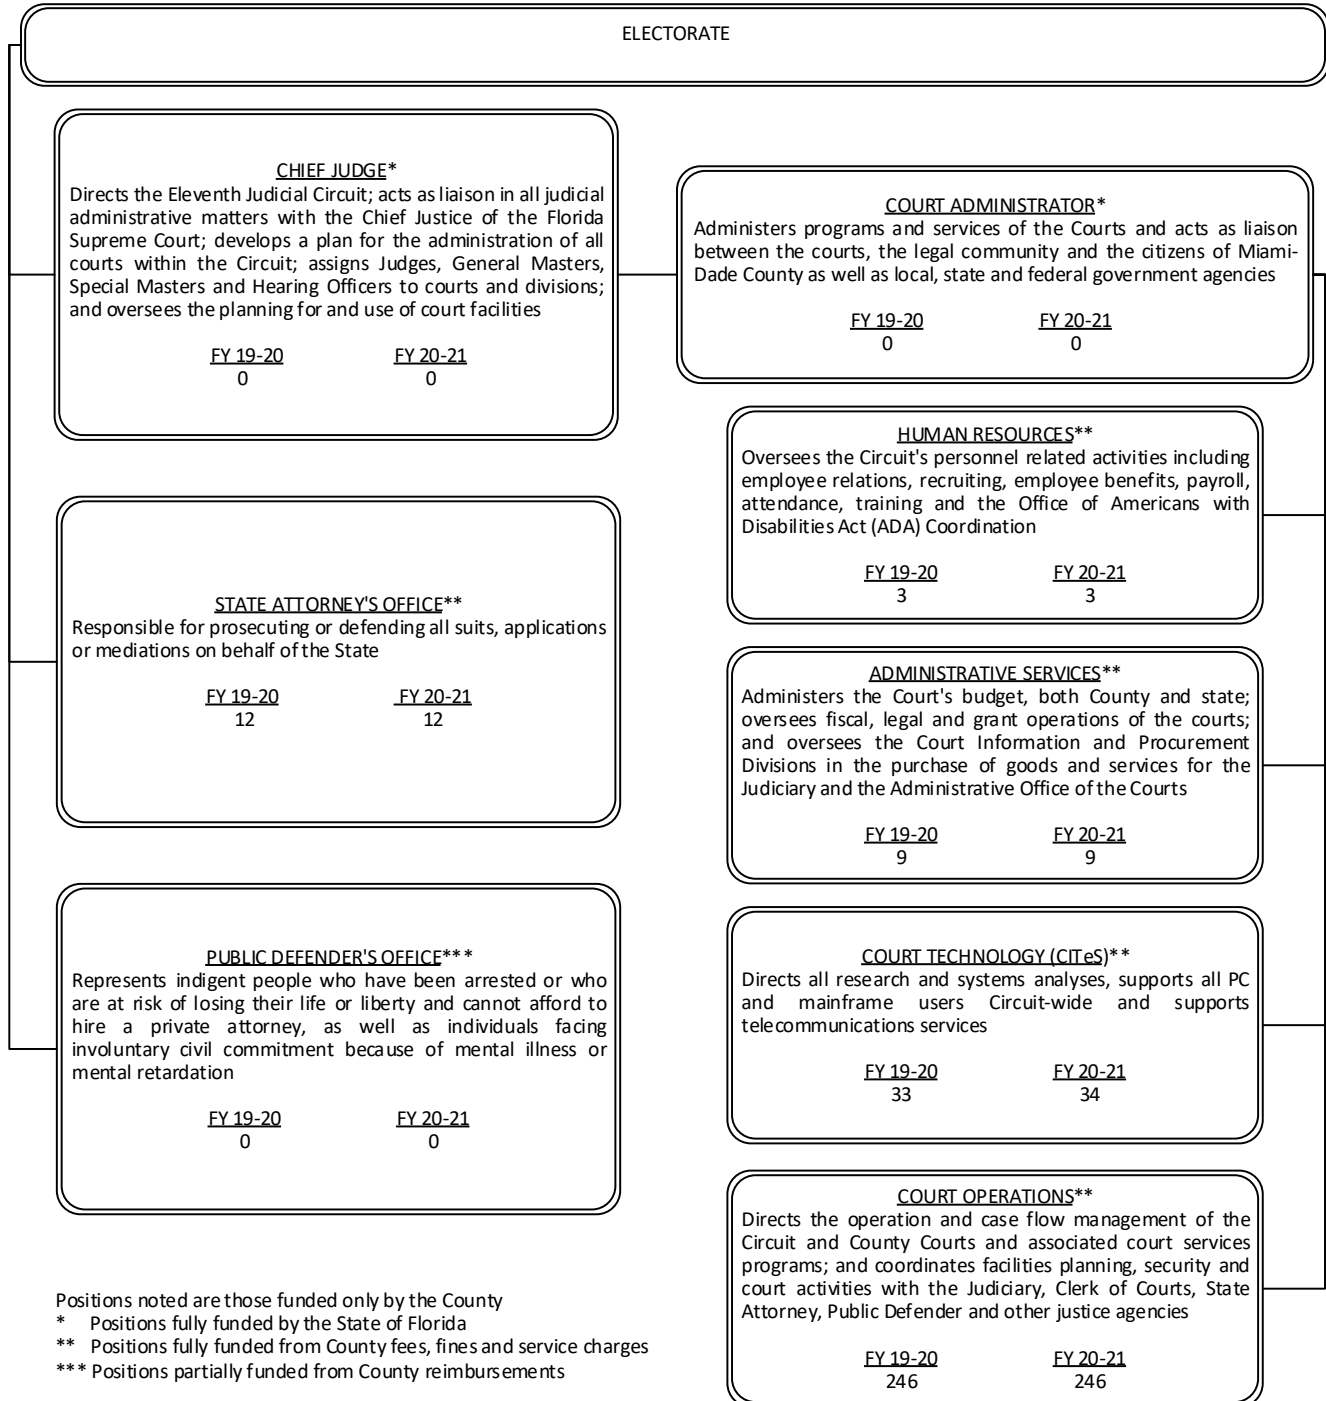 ELECTORATE
CHIEF JUDGE*
Directs the Eleventh Judicial Circuit; acts as liaison in all judicial
administrative matters with the Chief Justice of the Florida
Supreme Court; develops a plan for the administration of all
courts within the Circuit; assigns Judges, General Masters,
Special Masters and Hearing Officers to courts and divisions;
and oversees the planning for and use of court facilities
FY 19-20 FY 20-21
0 0
COURT ADMINISTRATOR*
Administers programs and services of the Courts and acts as liaison
between the courts, the legal community and the citizens of Miami-
Dade County as well as local, state and federal government agencies
FY 19-20 FY 20-21
0 0
HUMAN RESOURCES**
Oversees the Circuit's personnel related activities including
employee relations, recruiting, employee benefits, payroll,
attendance, training and the Office of Americans with
Disabilities Act (ADA) Coordination
FY 19-20 FY 20-21
3 3
STATE ATTORNEY'S OFFICE**
Responsible for prosecuting or defending all suits, applications
or mediations on behalf of the State
FY 19-20 FY 20-21
12 12
ADMINISTRATIVE SERVICES**
Administers the Court's budget, both County and state;
oversees fiscal, legal and grant operations of the courts;
and oversees the Court Information and Procurement
Divisions in the purchase of goods and services for the
Judiciary and the Administrative Office of the Courts
FY 19-20 FY 20-21
9 9
PUBLIC DEFENDER'S OFFICE***
Represents indigent people who have been arrested or who
are at risk of losing their life or liberty and cannot afford to
hire a private attorney, as well as individuals facing
involuntary civil commitment because of mental illness or
mental retardation
FY 19-20 FY 20-21
0 0
COURT TECHNOLOGY (CITeS)**
Directs all research and systems analyses, supports all PC
and mainframe users Circuit-wide and supports
telecommunications services
FY 19-20 FY 20-21
33 34
COURT OPERATIONS**
Directs the operation and case flow management of the
Circuit and County Courts and associated court services
programs; and coordinates facilities planning, security and
court activities with the Judiciary, Clerk of Courts, State
Attorney, Public Defender and other justice agencies
FY 19-20 FY 20-21
246 246
Positions noted are those funded only by the County
* Positions fully funded by the State of Florida
** Positions fully funded from County fees, fines and service charges
*** Positions partially funded from County reimbursements